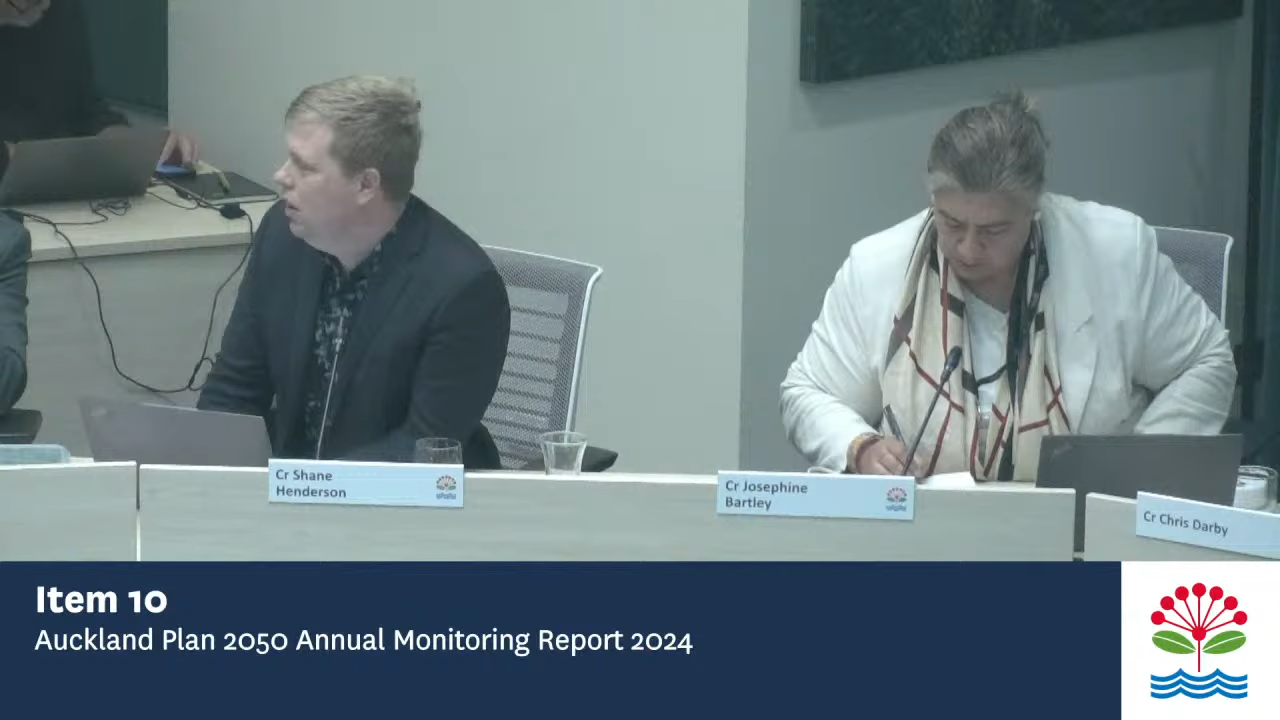 Cr Shane
Henderson
Cr Josephine
Bartley
Cr Chris Darby
Item 10
Auckland Plan 2050 Annual Monitoring Report 2024